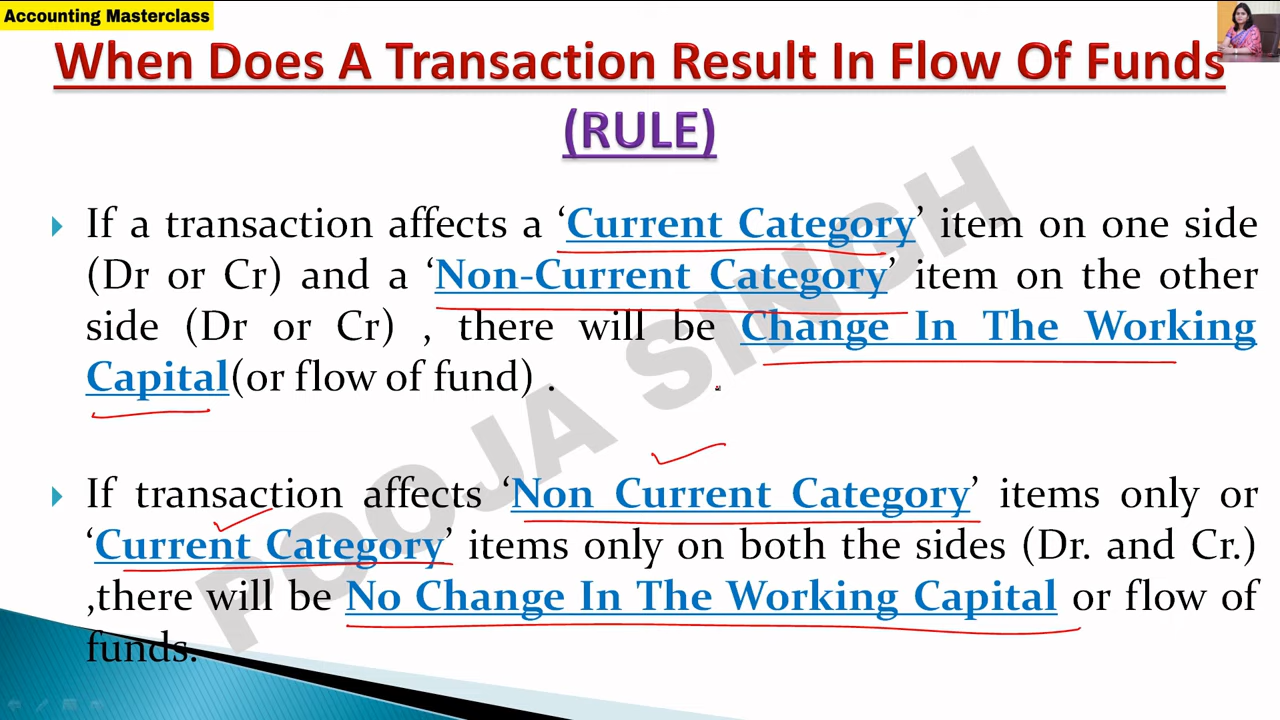 Accounting Masterclass
When Does A Transaction Result In Flow Of Funds
(RULE)
If a transaction affects a ‘Current Category’ item on one side
(Dr or Cr) and a ‘Non-Current Category’ item on the other
side (Dr or Cr) , there will be Change In The Working
Capital(or flow of fund) .
If transaction affects ‘Non Current Category’ items only or
‘Current Category’ items only on both the sides (Dr. and Cr.)
,there will be No Change In The Working Capital or flow of
funds.
POOJA SINGH